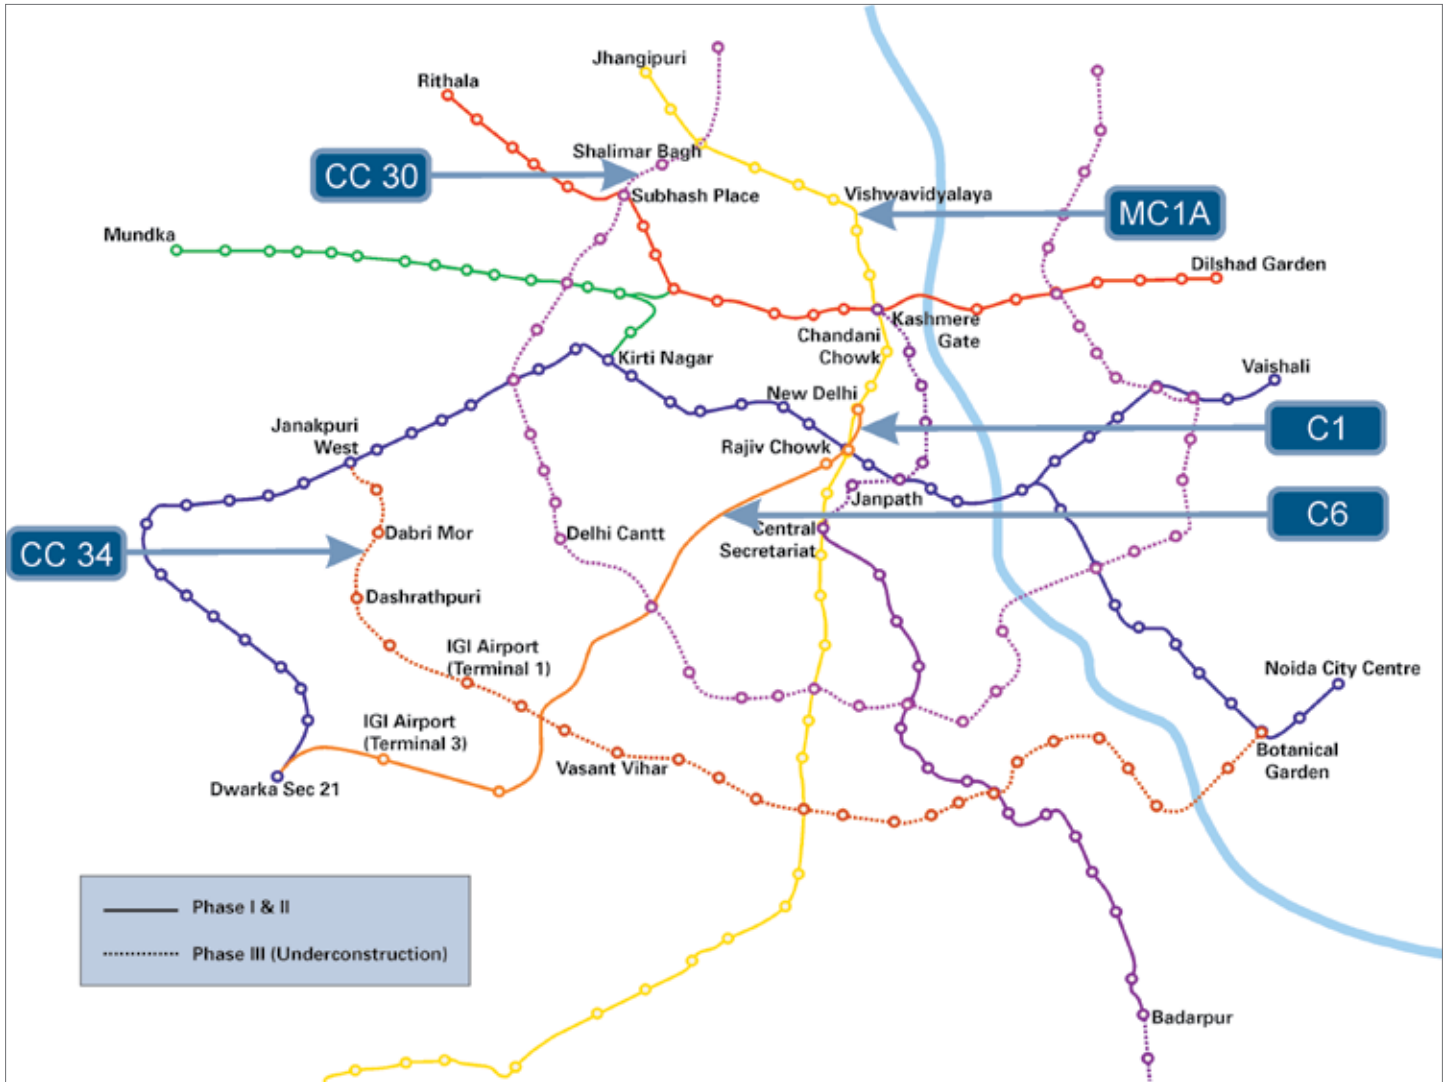 Jhangipuri
Rithala
Shalimar Bagh
CC 30
Subhash Place
Vishwavidyalaya
MC1A
Mundka
Dilshad Garden
Kashmere
Gate
Chandani
Chowk
Kirti Nagar
Vaishali
New Delhi
Janakpuri
West
Rajiv Chowk
C1
Janpath
C6
Central
Secretariat
Delhi Cantt
Dabri Mor
CC 34
Dashrathpuri
IGI Airport
(Terminal 1)
Noida City Centre
IGI Airport
(Terminal 3)
Vasant Vihar
Botanical
Garden
Dwarka Sec 21
Phase I & II
Phase III (Underconstruction)
Badarpur